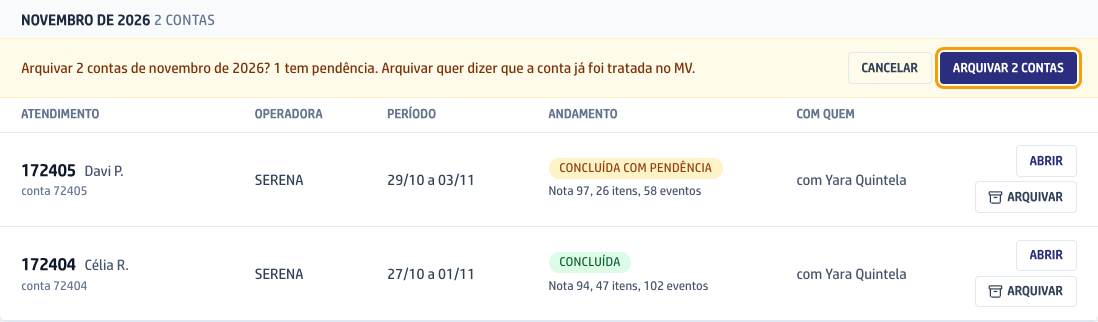 NOVEMBRO DE 2026 2 CONTAS
Arquivar 2 contas de novembro de 2026? 1 tem pendência. Arquivar quer dizer que a conta já foi tratada no MV.
CANCELAR
ARQUIVAR 2 CONTAS
ATENDIMENTO OPERADORA PERÍODO ANDAMENTO COM QUEM
172405 Davi P.
conta 72405
SERENA
29/10 a 03/11
CONCLUÍDA COM PENDÊNCIA
Nota 97, 26 itens, 58 eventos
com Yara Quintela
ABRIR
ARQUIVAR
172404 Célia R.
conta 72404
SERENA
27/10 a 01/11
CONCLUÍDA
Nota 94, 47 itens, 102 eventos
com Yara Quintela
ABRIR
ARQUIVAR